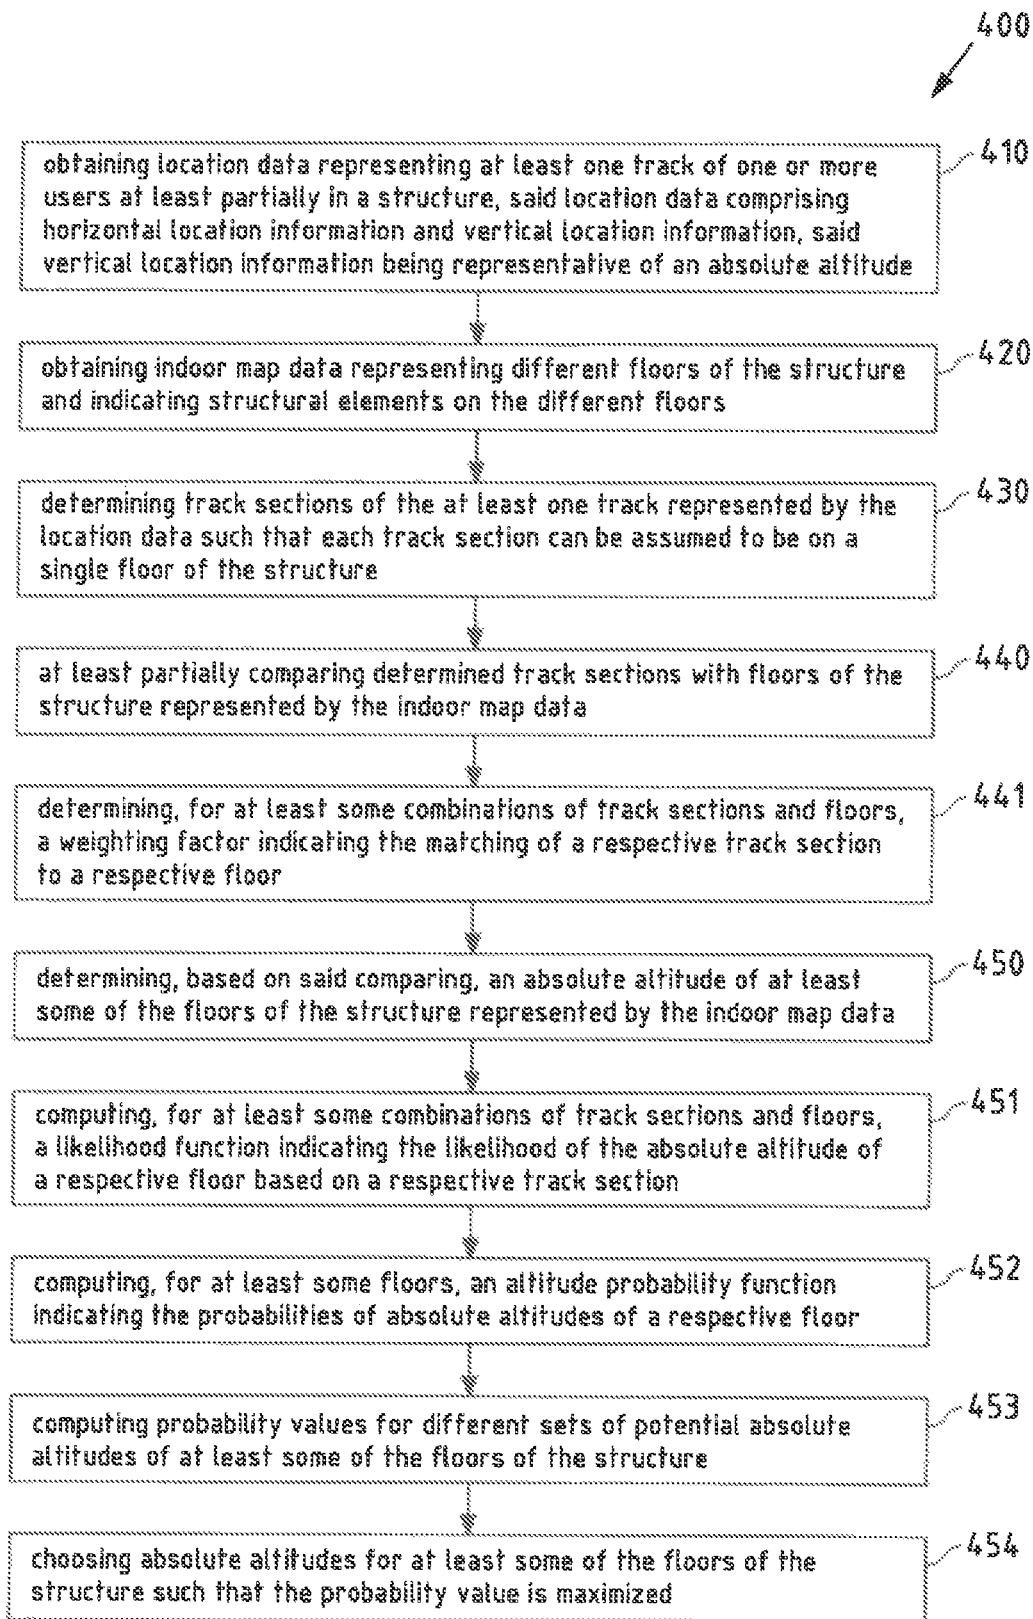 400
obtaining location data representing at least one track of one or more
users at least partially in a structure, said location data comprising
horizontal location information and vertical location information, said
vertical location information being representative of an absolute altitude
410
obtaining indoor map data representing different floors of the structure
and indicating structural elements on the different floors
420
determining track sections of the at least one track represented by the
location data such that each track section can be assumed to be on a
single floor of the structure
430
at least partially comparing determined track sections with floors of the
structure represented by the indoor map data
440
determining, for at least some combinations of track sections and floors,
a weighting factor indicating the matching of a respective track section
to a respective floor
441
determining, based on said comparing, an absolute altitude of at least
some of the floors of the structure represented by the indoor map data
450
computing, for at least some combinations of track sections and floors,
a likelihood function indicating the likelihood of the absolute altitude of
a respective floor based on a respective track section
451
computing, for at least some floors, an altitude probability function
indicating the probabilities of absolute altitudes of a respective floor
452
computing probability values for different sets of potential absolute
altitudes of at least some of the floors of the structure
453
choosing absolute altitudes for at least some of the floors of the
structure such that the probability value is maximized
454